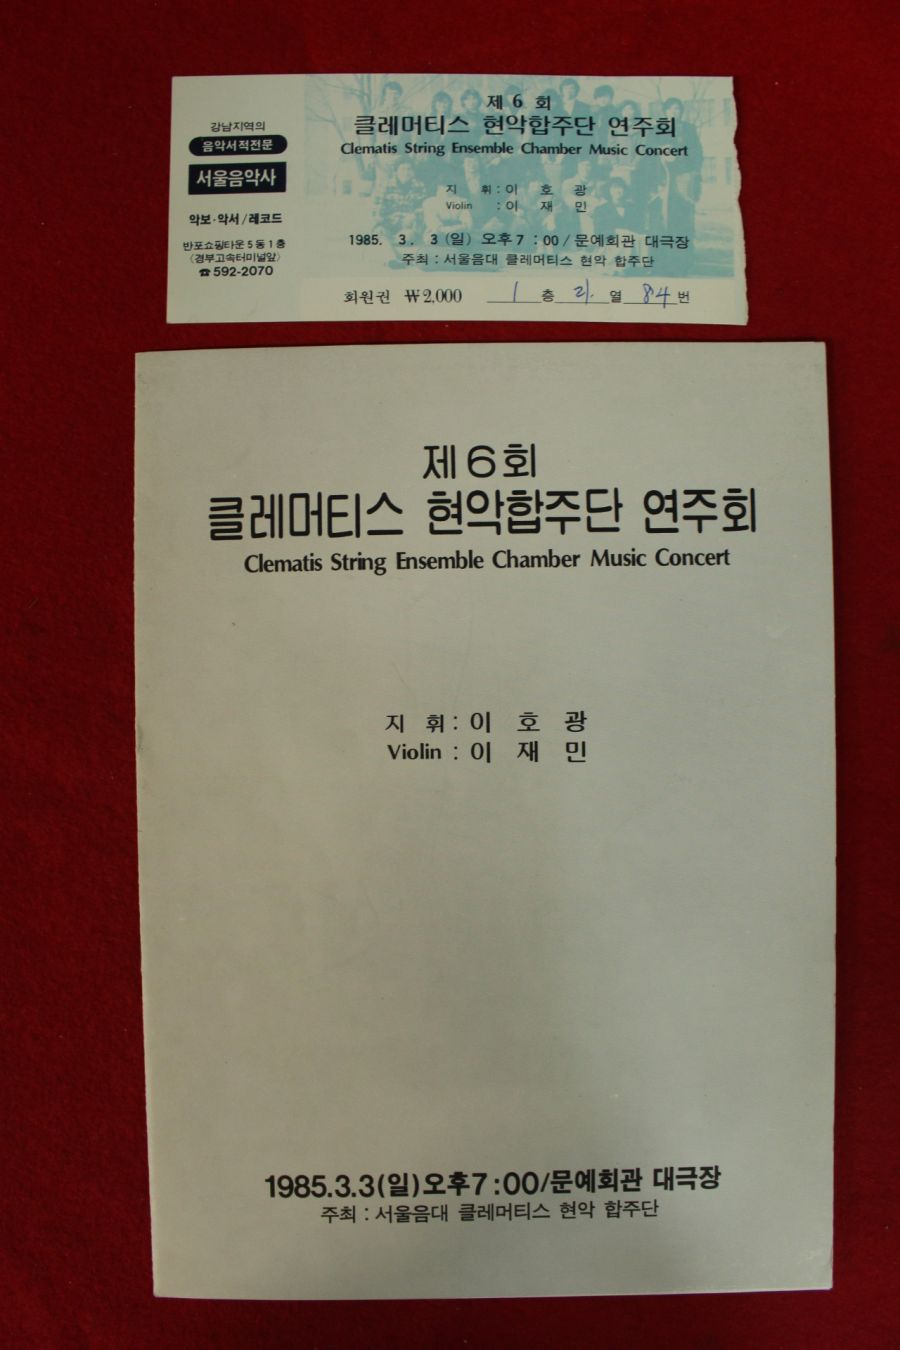 강남지역의
음악서적전문
서울음악사
악보·악서/레코드
반포쇼핑타운 5 동 1 층
〈경부고속터미널앞〉
☎ 592-2070
제 6 회
클레머티스 현악합주단 연주회
Clematis String Ensemble Chamber Music Concert
지 휘 : 이 호 광
Violin : 이 재 민
1985. 3. 3 (일) 오후 7 : 00 / 문예회관 대극장
주최 : 서울음대 클레머티스 현악 합주단
회원권 ₩2,000 1 층 라. 열 84 번
제6회
클레머티스 현악합주단 연주회
Clematis String Ensemble Chamber Music Concert
지 휘 : 이 호 광
Violin : 이 재 민
1985.3.3(일)오후7:00/문예회관 대극장
주최 : 서울음대 클레머티스 현악 합주단